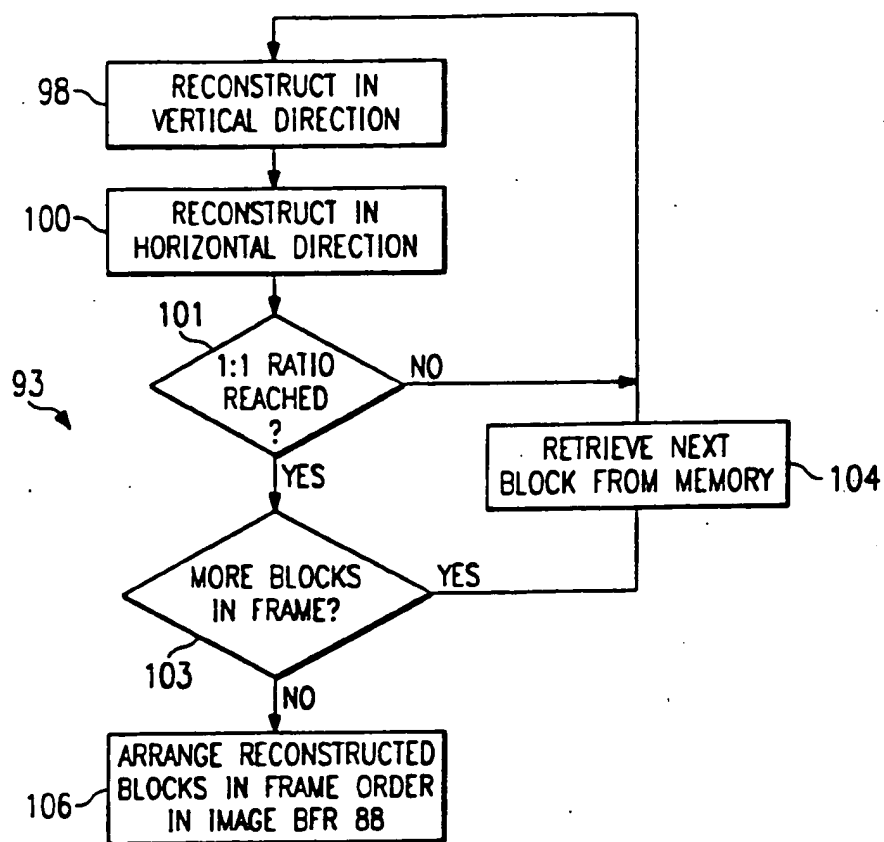 98
RECONSTRUCT IN
VERTICAL DIRECTION
100
RECONSTRUCT IN
HORIZONTAL DIRECTION
101
1:1 RATIO
REACHED
?
NO
93
YES
RETRIEVE NEXT
BLOCK FROM MEMORY
104
MORE BLOCKS
IN FRAME?
YES
103
NO
106
ARRANGE RECONSTRUCTED
BLOCKS IN FRAME ORDER
IN IMAGE BFR 88